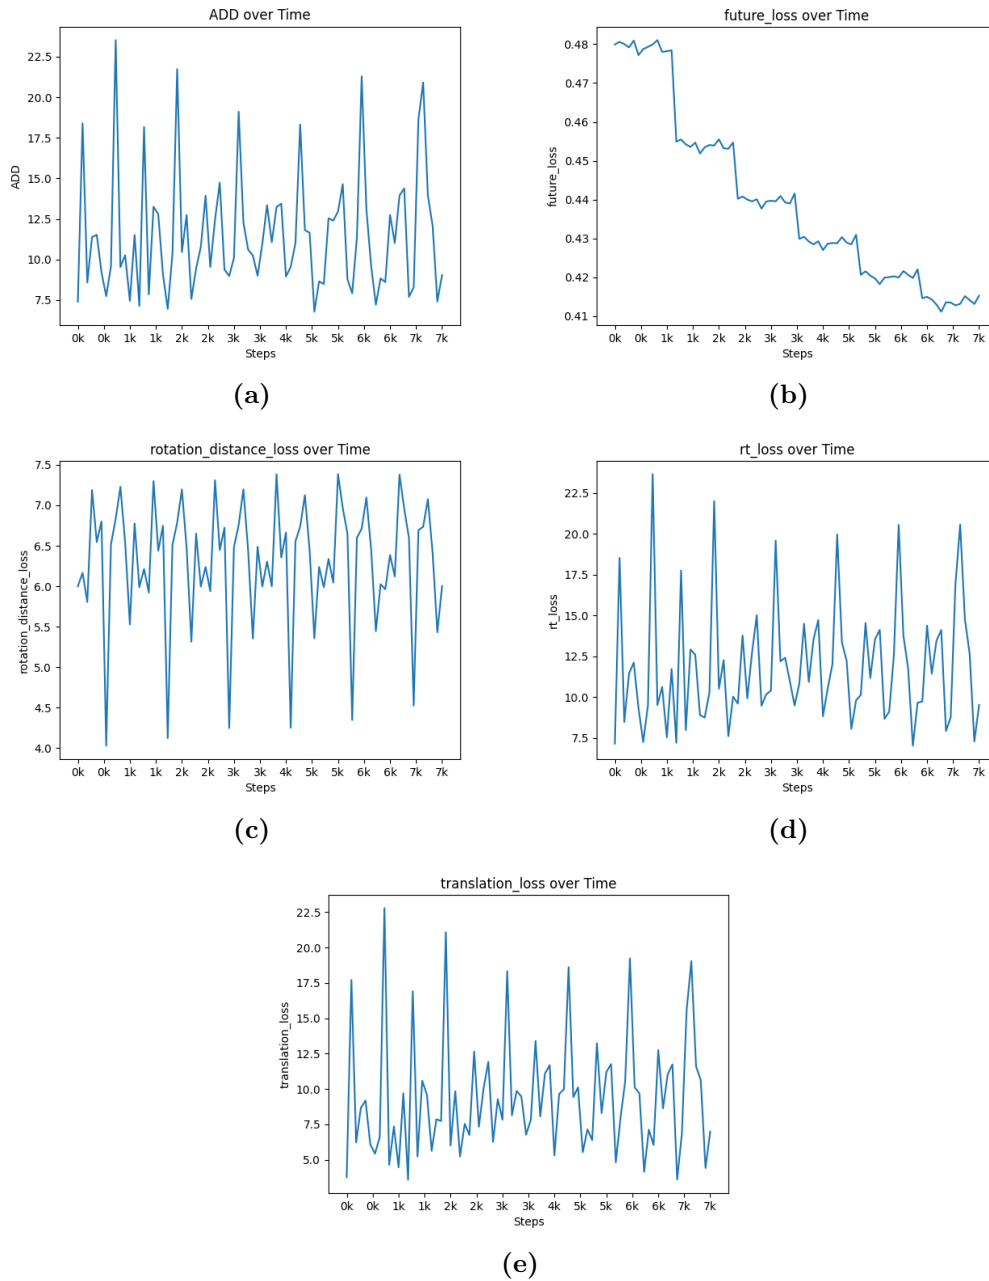 ADD over Time
22.5
20.0
17.5
15.0
12.5
10.0
7.5
ADD
0k 0k 1k 1k 2k 2k 3k 3k 4k 5k 5k 6k 6k 7k 7k
Steps
(a)
future_loss over Time
0.48
0.47
0.46
0.45
0.44
0.43
0.42
0.41
future_loss
0k 0k 1k 1k 2k 2k 3k 3k 4k 5k 5k 6k 6k 7k 7k
Steps
(b)
rotation_distance_loss over Time
7.5
7.0
6.5
6.0
5.5
5.0
4.5
4.0
rotation_distance_loss
0k 0k 1k 1k 2k 2k 3k 3k 4k 5k 5k 6k 6k 7k 7k
Steps
(c)
rt_loss over Time
22.5
20.0
17.5
15.0
12.5
10.0
7.5
rt_loss
0k 0k 1k 1k 2k 2k 3k 3k 4k 5k 5k 6k 6k 7k 7k
Steps
(d)
translation_loss over Time
22.5
20.0
17.5
15.0
12.5
10.0
7.5
5.0
translation_loss
0k 0k 1k 1k 2k 2k 3k 3k 4k 5k 5k 6k 6k 7k 7k
Steps
(e)